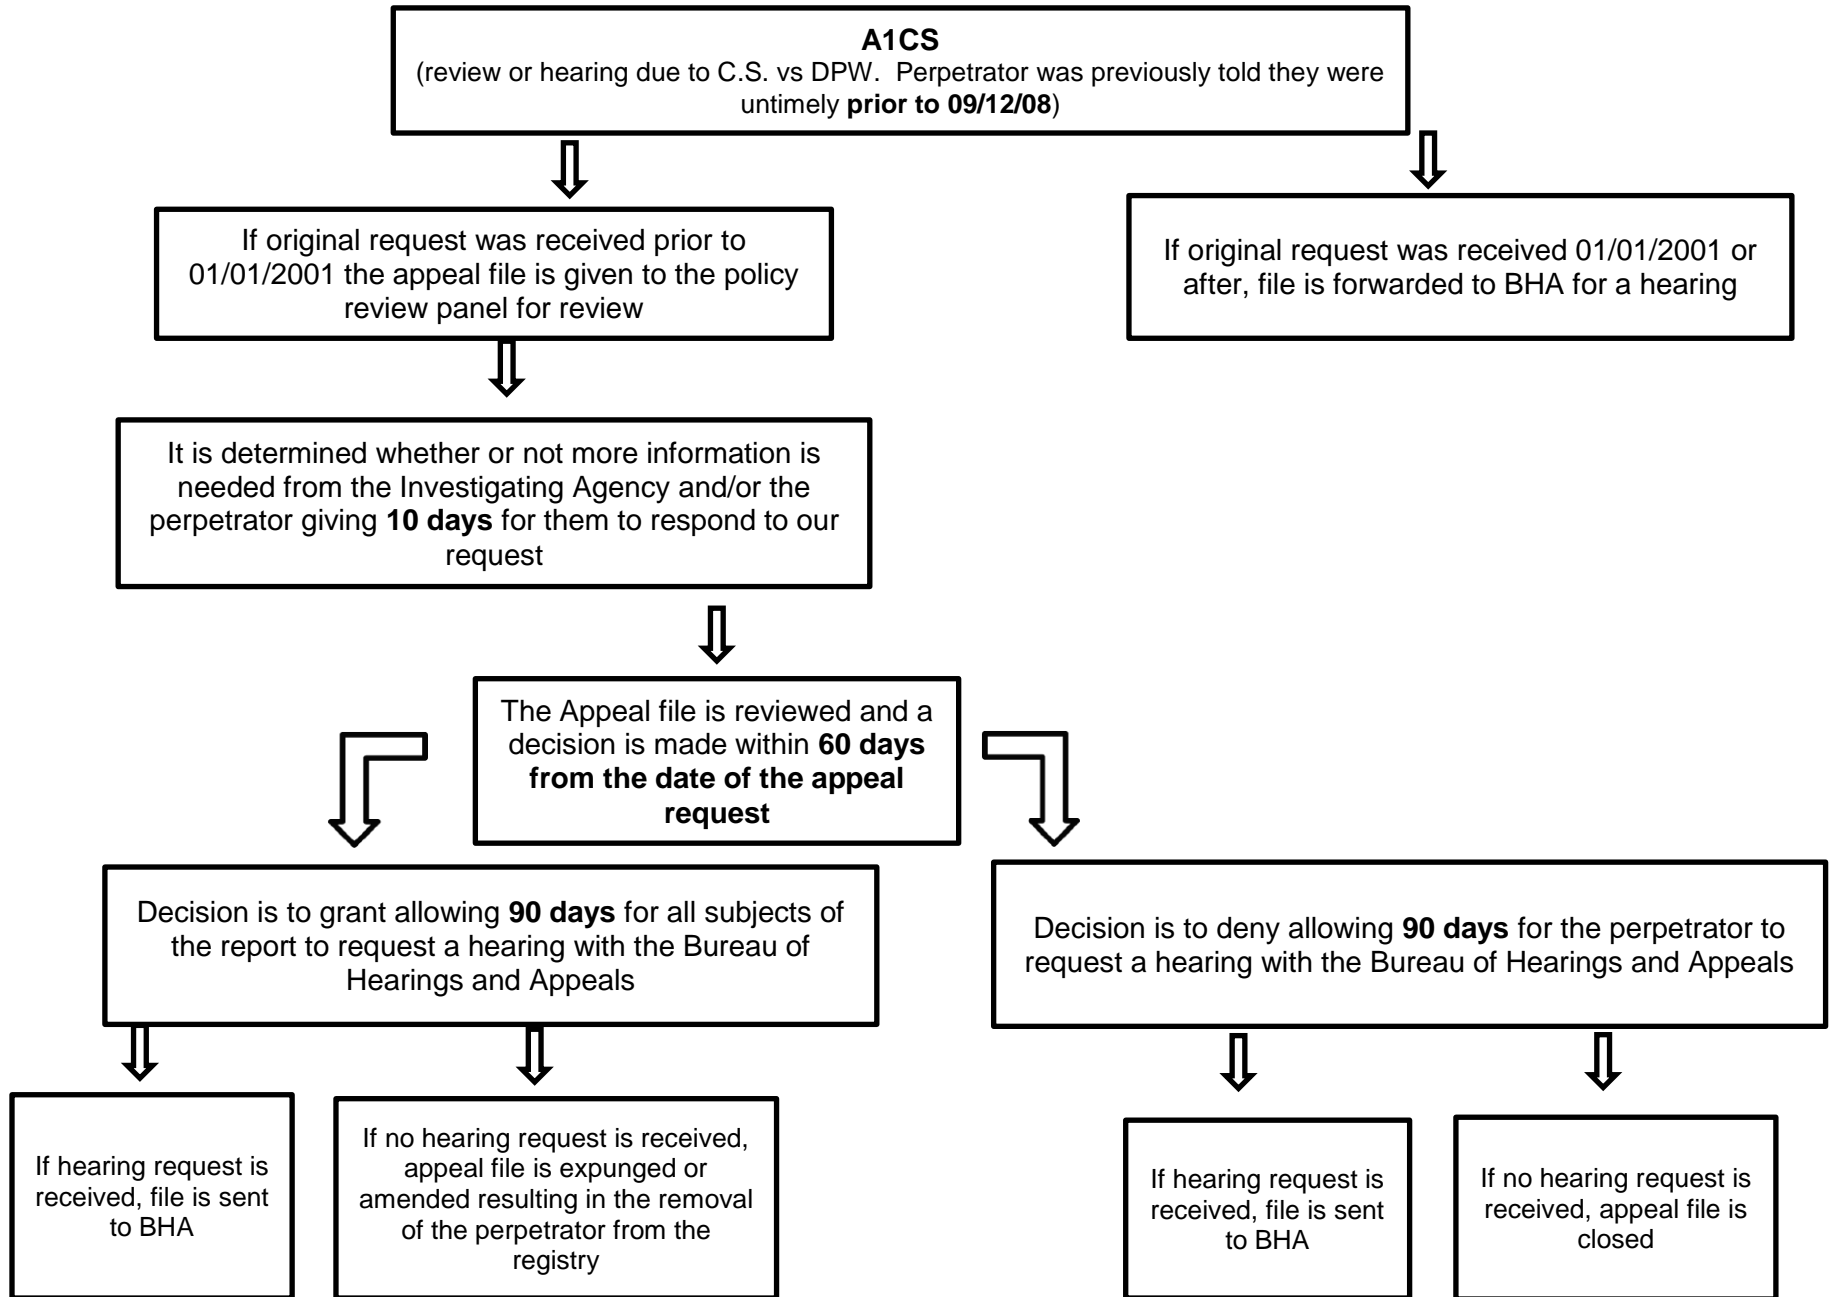 A1CS
(review or hearing due to C.S. vs DPW.  Perpetrator was previously told they were
untimely prior to 09/12/08)
If original request was received prior to
01/01/2001 the appeal file is given to the policy
review panel for review
If original request was received 01/01/2001 or
after, file is forwarded to BHA for a hearing
It is determined whether or not more information is
needed from the Investigating Agency and/or the
perpetrator giving 10 days for them to respond to our
request
The Appeal file is reviewed and a
decision is made within 60 days
from the date of the appeal
request
Decision is to grant allowing 90 days for all subjects of
the report to request a hearing with the Bureau of
Hearings and Appeals
Decision is to deny allowing 90 days for the perpetrator to
request a hearing with the Bureau of Hearings and Appeals
If hearing request is
received, file is sent
to BHA
If no hearing request is received,
appeal file is expunged or
amended resulting in the removal
of the perpetrator from the
registry
If hearing request is
received, file is sent
to BHA
If no hearing request is
received, appeal file is
closed